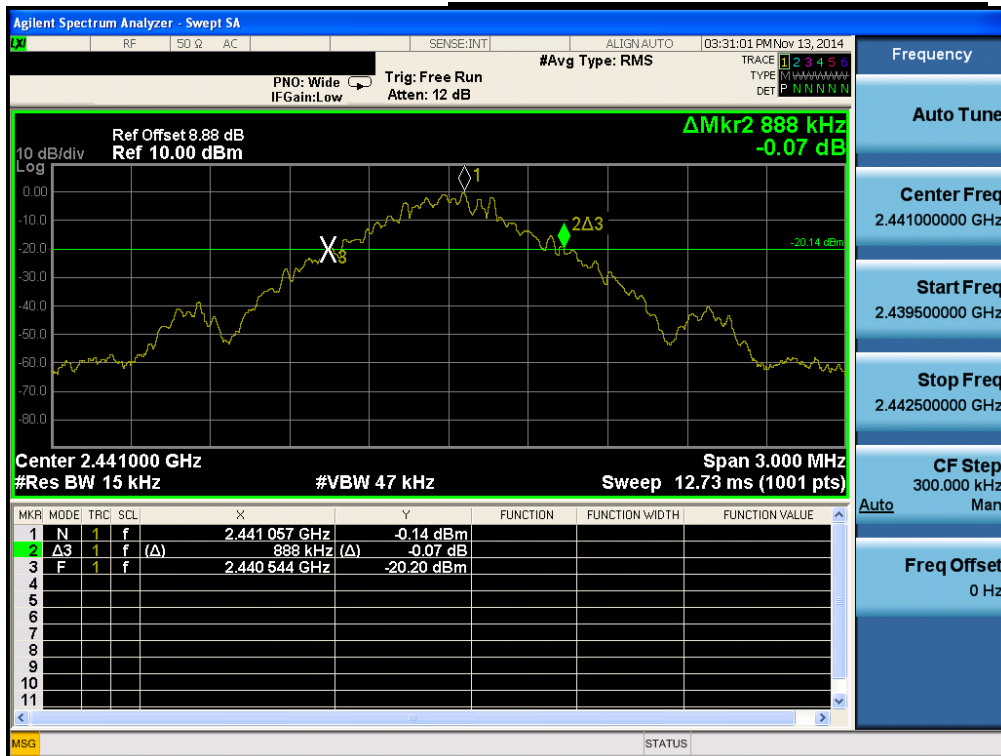 Agilent Spectrum Analyzer - Swept SA
LXI RF 50 Ω AC SENSE:INT ALIGN AUTO 03:31:01 PM Nov 13, 2014
PNO: Wide
IFGain:Low
Trig: Free Run
Atten: 12 dB
#Avg Type: RMS
TRACE 1 2 3 4 5 6
TYPE M
DET P N N N N N
ΔMkr2 888 kHz
-0.07 dB
Ref Offset 8.88 dB
10 dB/div Ref 10.00 dBm
Log
0.00
-10.0
-20.0
-30.0
-40.0
-50.0
-60.0
-70.0
-80.0
1
2Δ3
3
-20.14 dBm
Center 2.441000 GHz Span 3.000 MHz
#Res BW 15 kHz #VBW 47 kHz Sweep 12.73 ms (1001 pts)
MKR MODE TRC SCL X Y FUNCTION FUNCTION WIDTH FUNCTION VALUE
1 N 1 f 2.441 057 GHz -0.14 dBm
2 Δ3 1 f (Δ) 888 kHz (Δ) -0.07 dB
3 F 1 f 2.440 544 GHz -20.20 dBm
4
5
6
7
8
9
10
11
MSG STATUS
Frequency
Auto Tune
Center Freq
2.441000000 GHz
Start Freq
2.439500000 GHz
Stop Freq
2.442500000 GHz
CF Step
300.000 kHz
Auto Man
Freq Offset
0 Hz